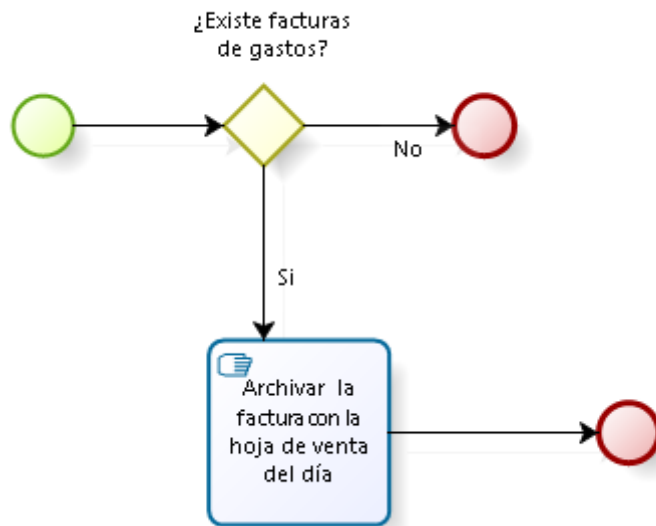 ¿Existe facturas
de gastos?
No
Si
Archivar la
factura con la
hoja de venta
del día